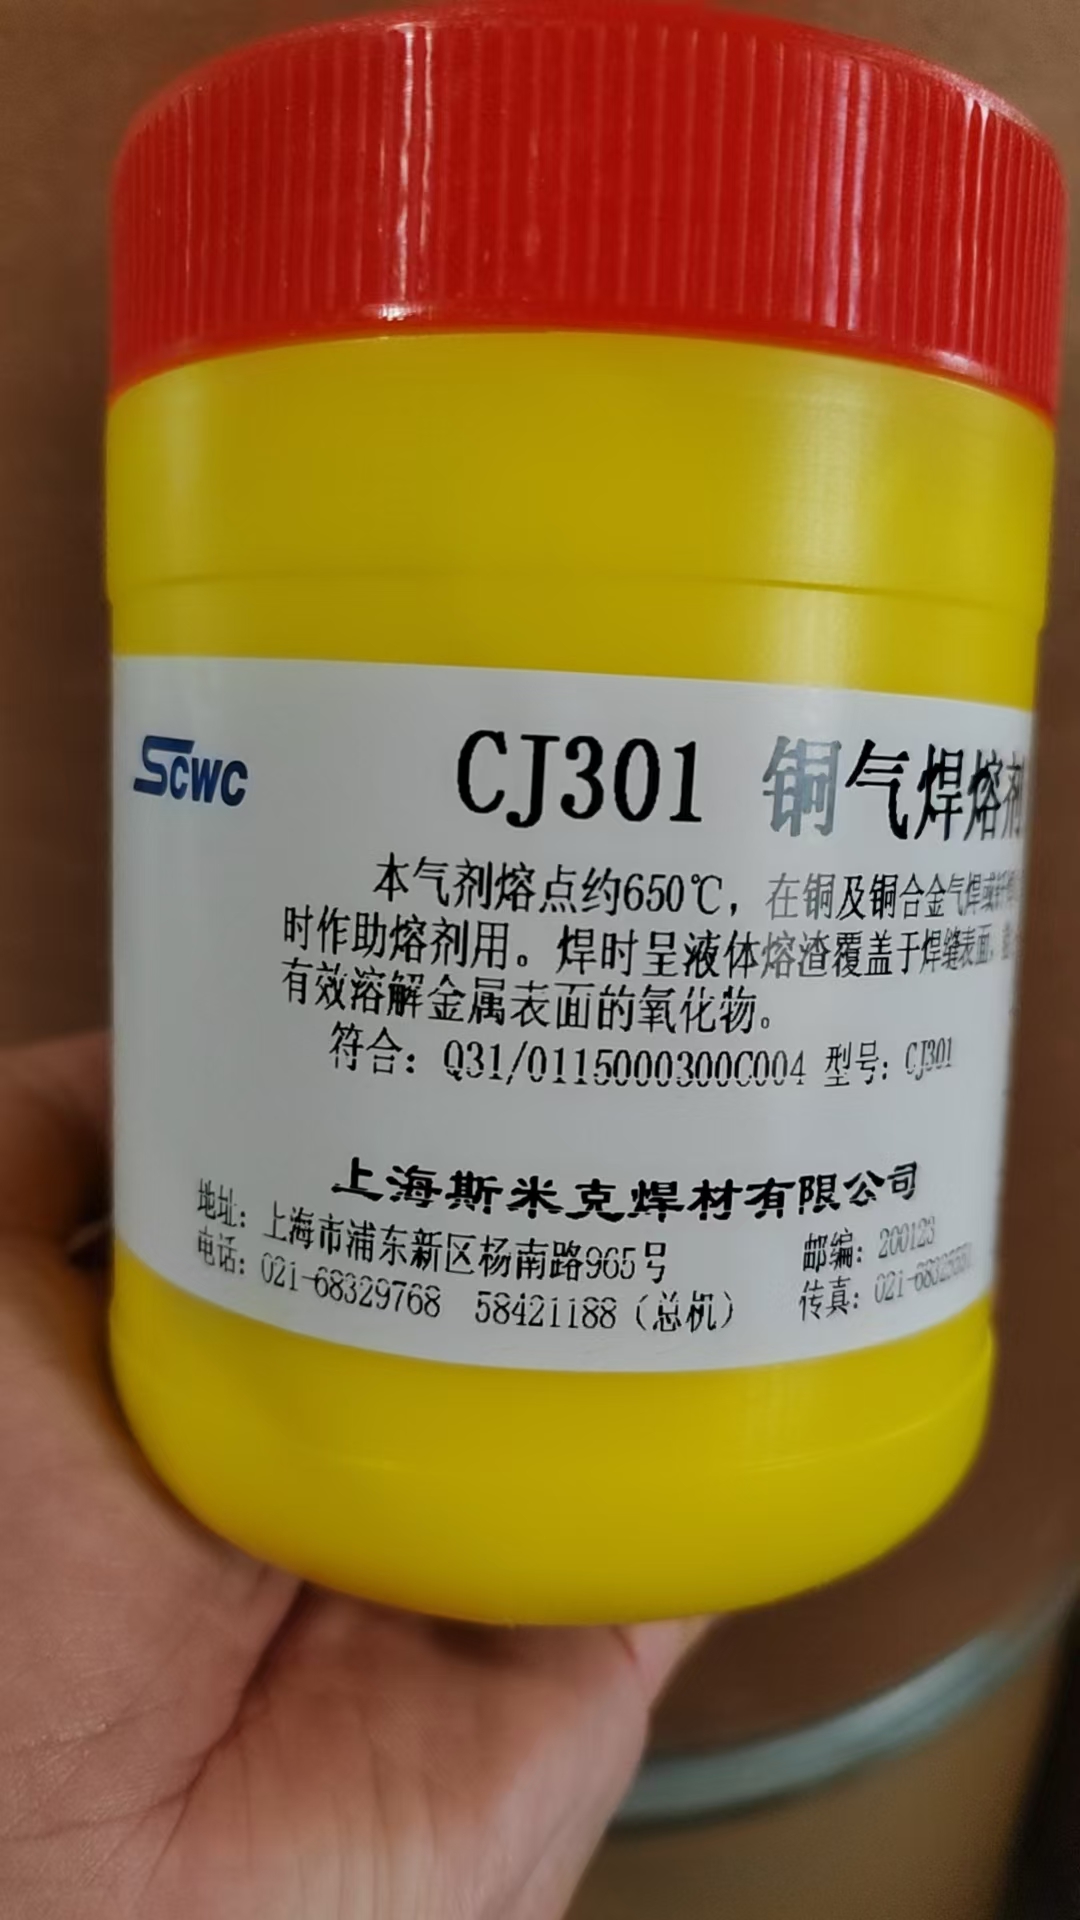 SCWC
CJ301 铜气焊熔剂
本气剂熔点约650℃，在铜及铜合金气焊或
时作助熔剂用。焊时呈液体熔渣覆盖于焊缝表面，
有效溶解金属表面的氧化物。
符合：Q31/0115000300C004 型号：CJ301
上海斯米克焊材有限公司
地址：上海市浦东新区杨南路965号 邮编：200123
电话：021-68329768 58421188（总机） 传真：